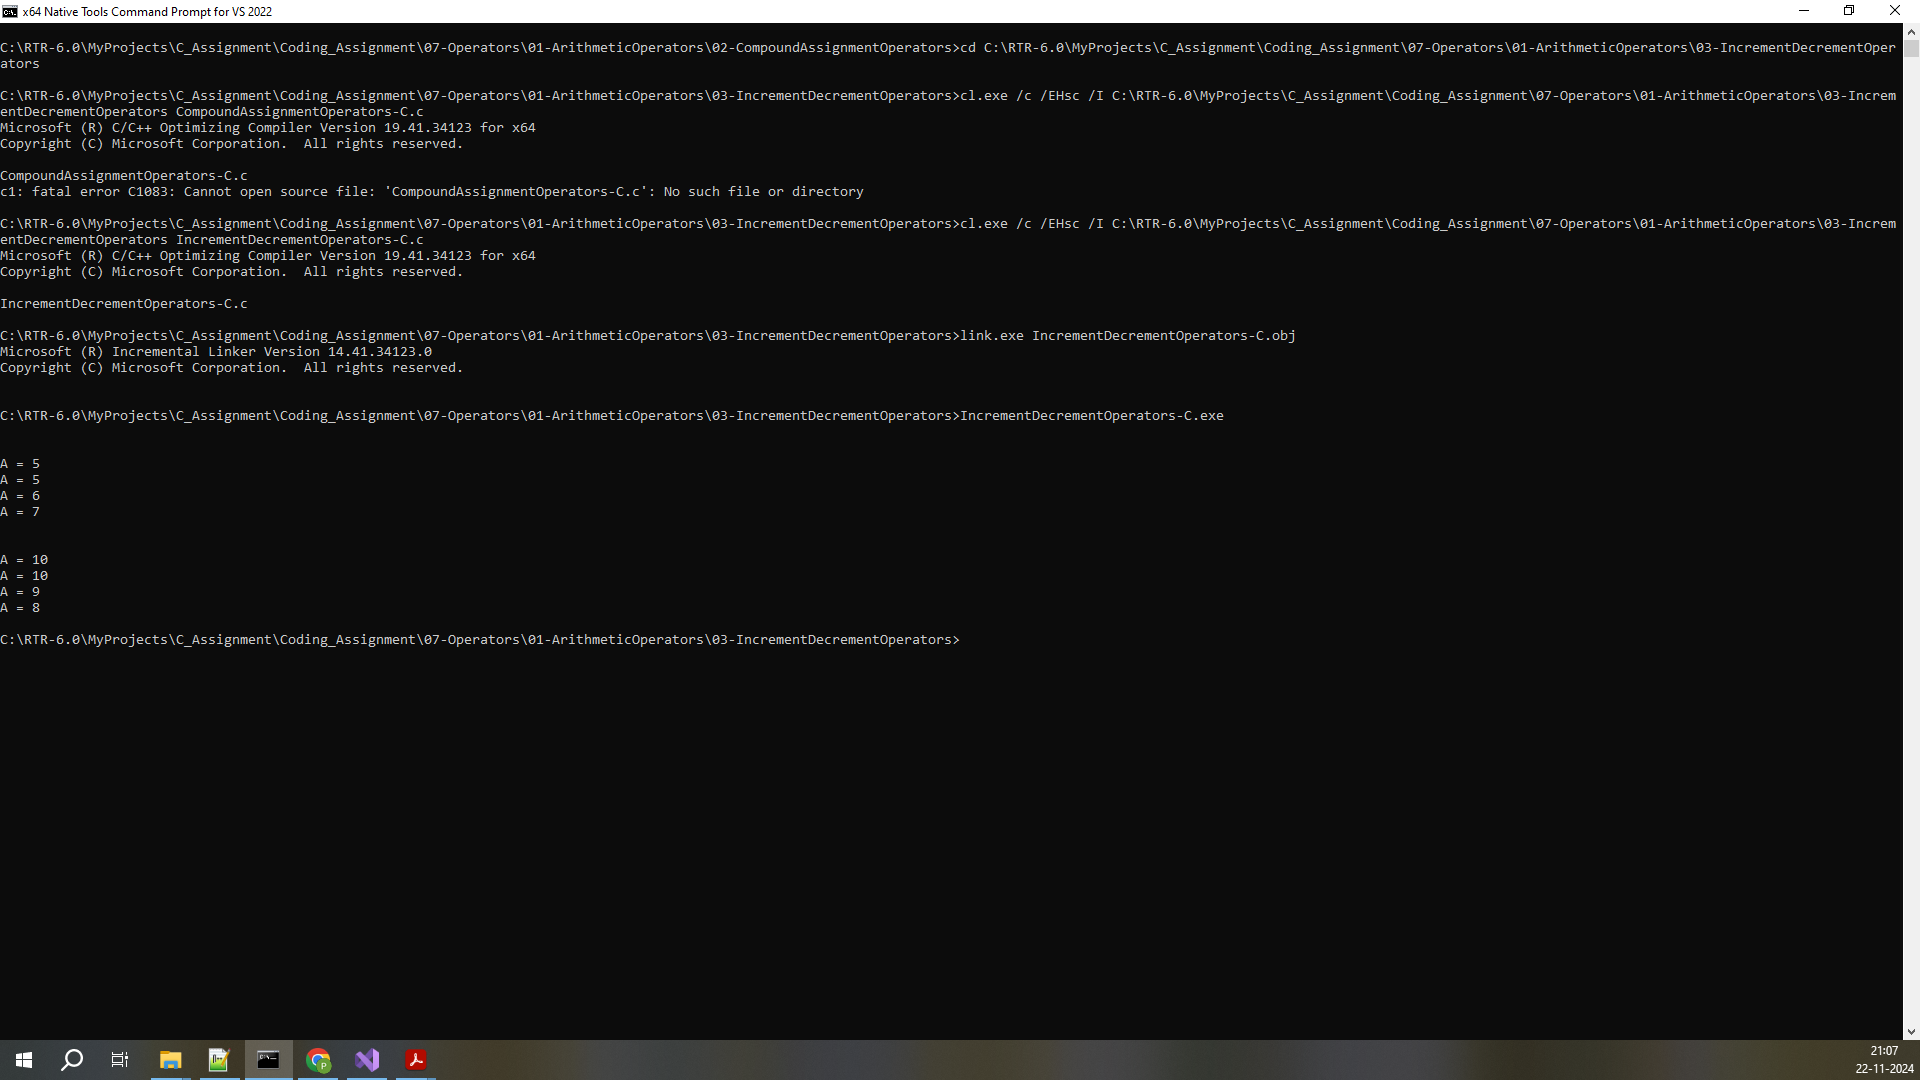 x64 Native Tools Command Prompt for VS 2022
C:\RTR-6.0\MyProjects\C_Assignment\Coding_Assignment\07-Operators\01-ArithmeticOperators\02-CompoundAssignmentOperators>cd C:\RTR-6.0\MyProjects\C_Assignment\Coding_Assignment\07-Operators\01-ArithmeticOperators\03-IncrementDecrementOper
ators
C:\RTR-6.0\MyProjects\C_Assignment\Coding_Assignment\07-Operators\01-ArithmeticOperators\03-IncrementDecrementOperators>cl.exe /c /EHsc /I C:\RTR-6.0\MyProjects\C_Assignment\Coding_Assignment\07-Operators\01-ArithmeticOperators\03-Increm
entDecrementOperators CompoundAssignmentOperators-C.c
Microsoft (R) C/C++ Optimizing Compiler Version 19.41.34123 for x64
Copyright (C) Microsoft Corporation.  All rights reserved.
CompoundAssignmentOperators-C.c
c1: fatal error C1083: Cannot open source file: 'CompoundAssignmentOperators-C.c': No such file or directory
C:\RTR-6.0\MyProjects\C_Assignment\Coding_Assignment\07-Operators\01-ArithmeticOperators\03-IncrementDecrementOperators>cl.exe /c /EHsc /I C:\RTR-6.0\MyProjects\C_Assignment\Coding_Assignment\07-Operators\01-ArithmeticOperators\03-Increm
entDecrementOperators IncrementDecrementOperators-C.c
Microsoft (R) C/C++ Optimizing Compiler Version 19.41.34123 for x64
Copyright (C) Microsoft Corporation.  All rights reserved.
IncrementDecrementOperators-C.c
C:\RTR-6.0\MyProjects\C_Assignment\Coding_Assignment\07-Operators\01-ArithmeticOperators\03-IncrementDecrementOperators>link.exe IncrementDecrementOperators-C.obj
Microsoft (R) Incremental Linker Version 14.41.34123.0
Copyright (C) Microsoft Corporation.  All rights reserved.
C:\RTR-6.0\MyProjects\C_Assignment\Coding_Assignment\07-Operators\01-ArithmeticOperators\03-IncrementDecrementOperators>IncrementDecrementOperators-C.exe
A = 5
A = 5
A = 6
A = 7
A = 10
A = 10
A = 9
A = 8
C:\RTR-6.0\MyProjects\C_Assignment\Coding_Assignment\07-Operators\01-ArithmeticOperators\03-IncrementDecrementOperators>
21:07
22-11-2024